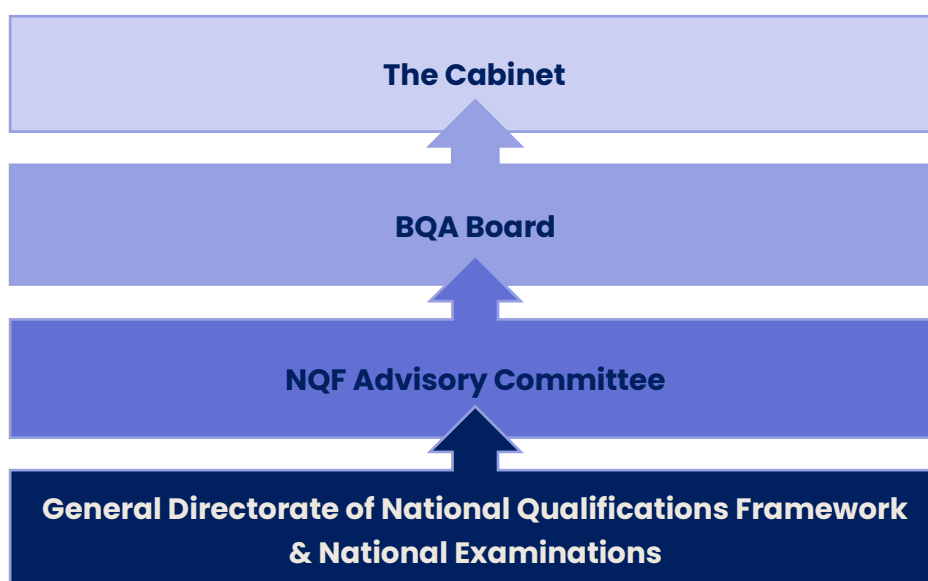 The Cabinet
BQA Board
NQF Advisory Committee
General Directorate of National Qualifications Framework
& National Examinations